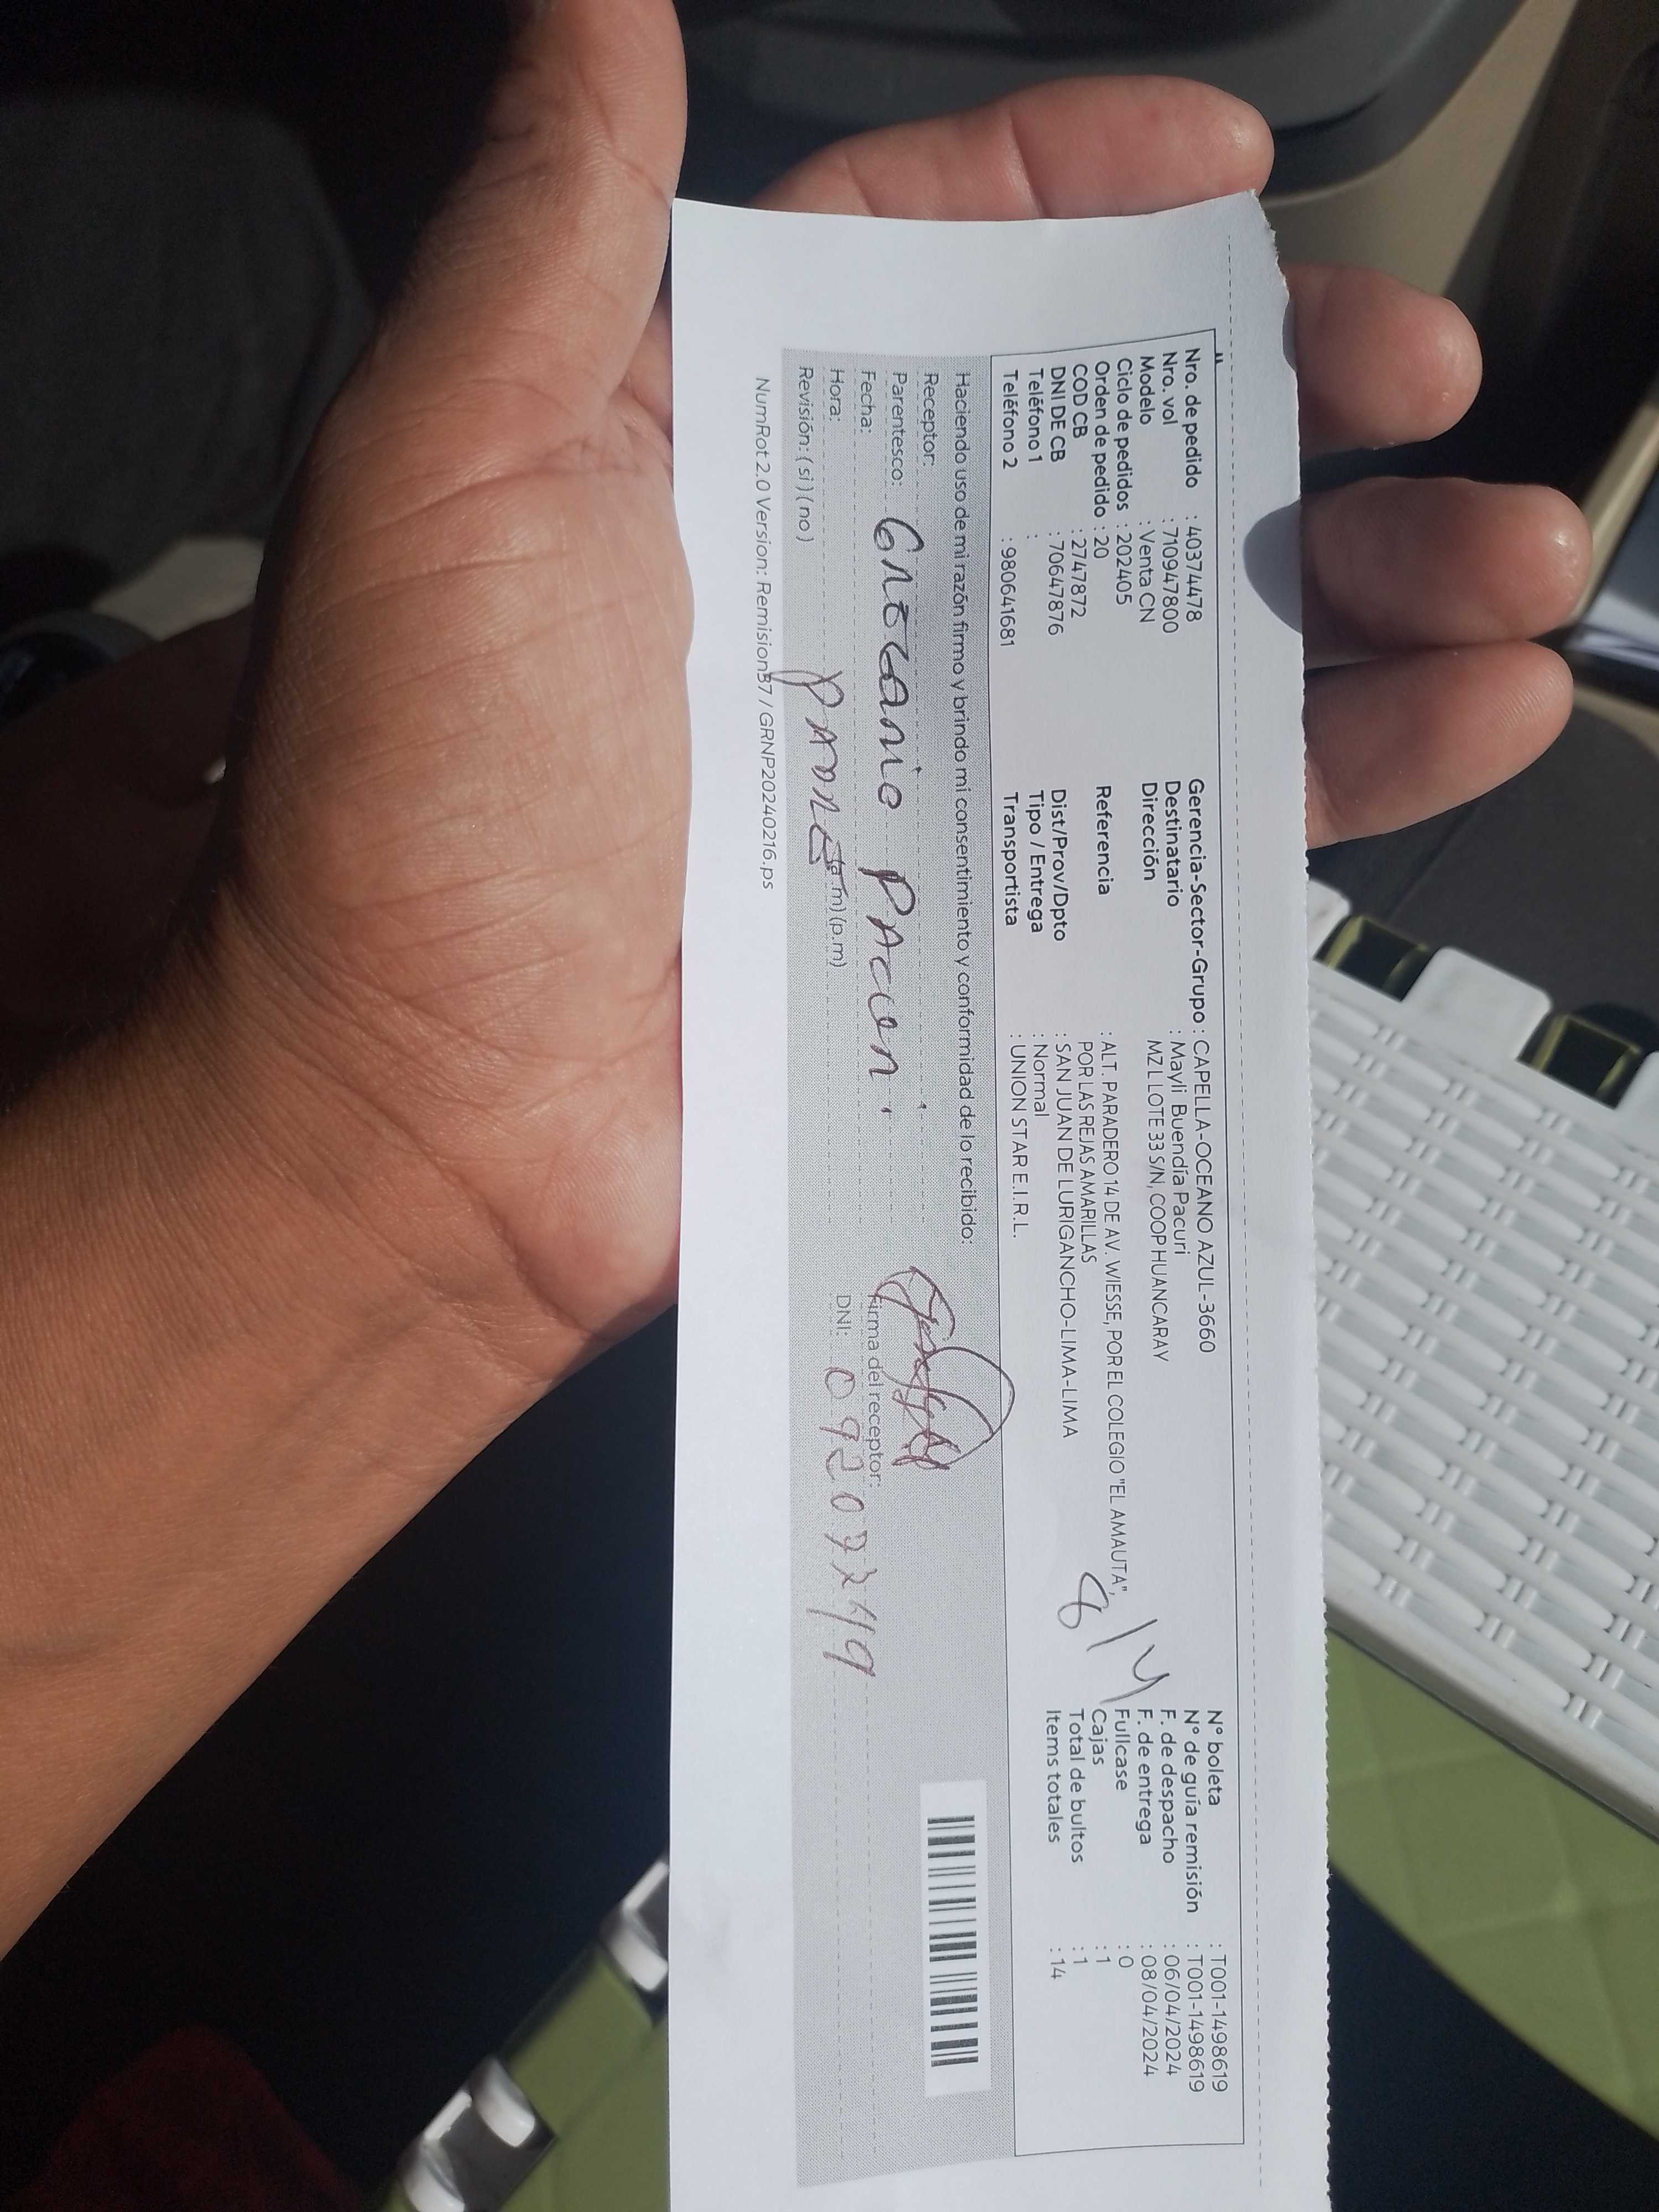 Nro. de pedido : 40374478
Nro. vol : 710947800
Modelo : Venta CN
Ciclo de pedidos : 202405
Orden de pedido : 20
COD CB : 2747872
DNI DE CB : 70647876
Teléfono 1 :
Teléfono 2 : 980641681
Gerencia-Sector-Grupo : CAPELLA-OCEANO AZUL-3660
Destinatario : Mayli Buendía Pacuri
Dirección MZ L LOTE 33 S/N, COOP HUANCARAY
Referencia : ALT. PARADERO 14 DE AV. WIESSE, POR EL COLEGIO "EL AMAUTA",
POR LAS REJAS AMARILLAS
Dist/Prov/Dpto : SAN JUAN DE LURIGANCHO-LIMA-LIMA
Tipo / Entrega : Normal
Transportista : UNION STAR E.I.R.L.
8/4
N° boleta : T001-1498619
N° de guía remisión : T001-1498619
F. de despacho : 06/04/2024
F. de entrega : 08/04/2024
Fullcase : 0
Cajas : 1
Total de bultos : 1
Items totales : 14
Haciendo uso de mi razón firmo y brindo mi consentimiento y conformidad de lo recibido:
Receptor:
Parentesco:
Fecha:
Hora: PADRE (a.m) (p.m)
Revisión: ( si ) ( no )
Firma del receptor:
DNI:
NumRot 2.0 Version: RemisionB7 / GRNP20240216.ps